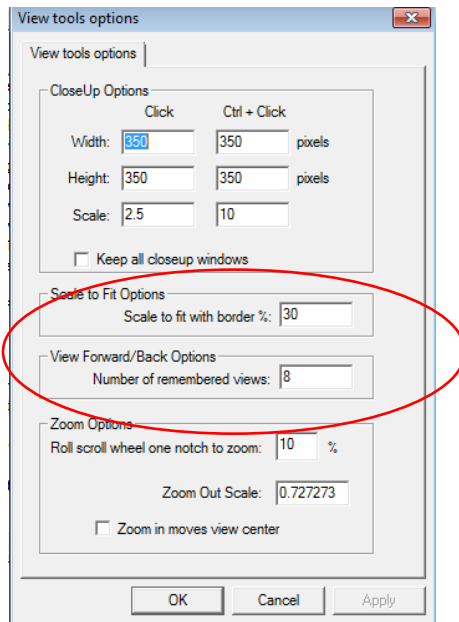 View tools options
View tools options
CloseUp Options
Click Ctrl + Click
Width: 350 350 pixels
Height: 350 350 pixels
Scale: 2.5 10
Keep all closeup windows
Scale to Fit Options
Scale to fit with border %: 30
View Forward/Back Options
Number of remembered views: 8
Zoom Options
Roll scroll wheel one notch to zoom: 10 %
Zoom Out Scale: 0.727273
Zoom in moves view center
OK Cancel Apply